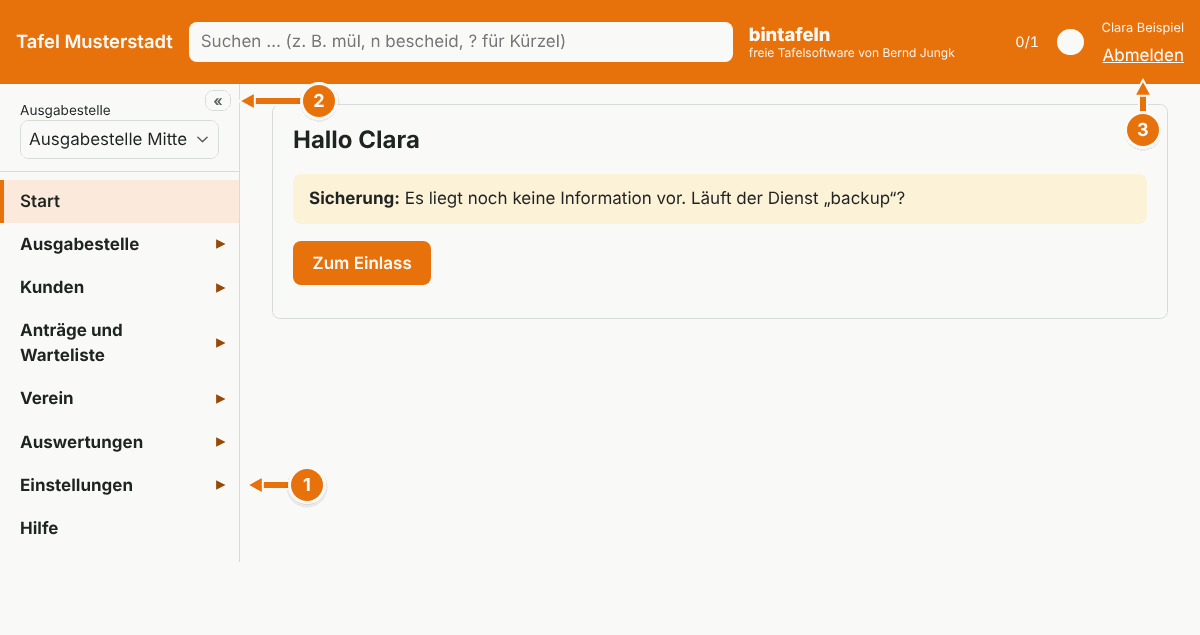 Tafel Musterstadt
Suchen ... (z. B. mül, n bescheid, ? für Kürzel)
bintafeln
freie Tafelsoftware von Bernd Jungk
0/1
Clara Beispiel
Abmelden
«
2
Ausgabestelle
Ausgabestelle Mitte
3
Hallo Clara
Sicherung: Es liegt noch keine Information vor. Läuft der Dienst „backup“?
Zum Einlass
Start
Ausgabestelle
Kunden
Anträge und
Warteliste
Verein
Auswertungen
Einstellungen
1
Hilfe